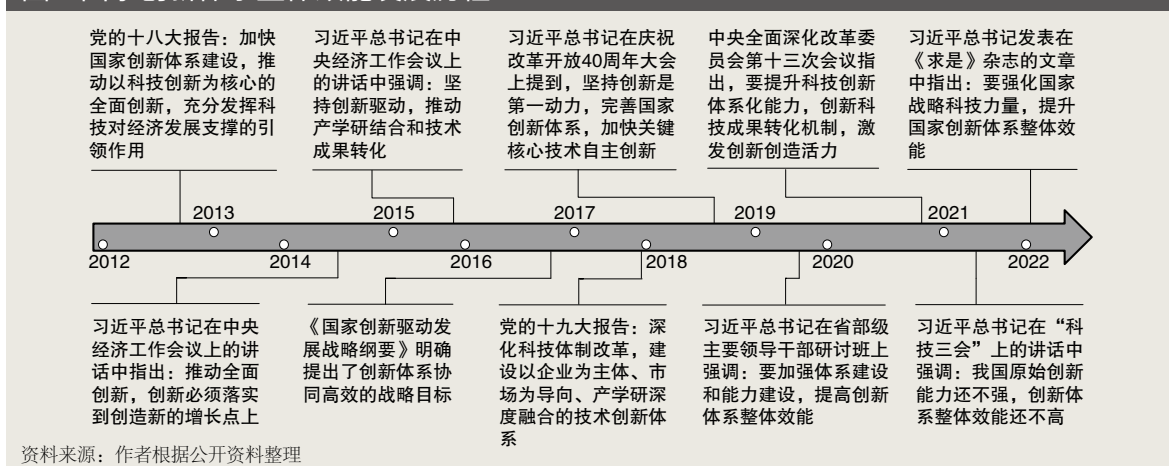 党的十八大报告：加快
国家创新体系建设，推
动以科技创新为核心的
全面创新，充分发挥科
技对经济发展支撑的引
领作用
习近平总书记在中
央经济工作会议上
的讲话中强调：坚
持创新驱动，推动
产学研结合和技术
成果转化
习近平总书记在庆祝
改革开放40周年大会
上提到，坚持创新是
第一动力，完善国家
创新体系，加快关键
核心技术自主创新
中央全面深化改革委
员会第十三次会议指
出，要提升科技创新
体系化能力，创新科
技成果转化机制，激
发创新创造活力
习近平总书记发表在
《求是》杂志的文章
中指出：要强化国家
战略科技力量，提升
国家创新体系整体效
能
2013
2015
2017
2019
2021
2012
2014
2016
2018
2020
2022
习近平总书记在中央
经济工作会议上的讲
话中指出：推动全面
创新，创新必须落实
到创造新的增长点上
《国家创新驱动发
展战略纲要》明确
提出了创新体系协
同高效的战略目标
党的十九大报告：深
化科技体制改革，建
设以企业为主体、市
场为导向、产学研深
度融合的技术创新体
系
习近平总书记在省部级
主要领导干部研讨班上
强调：要加强体系建设
和能力建设，提高创新
体系整体效能
习近平总书记在“科
技三会”上的讲话中
强调：我国原始创新
能力还不强，创新体
系整体效能还不高
资料来源：作者根据公开资料整理